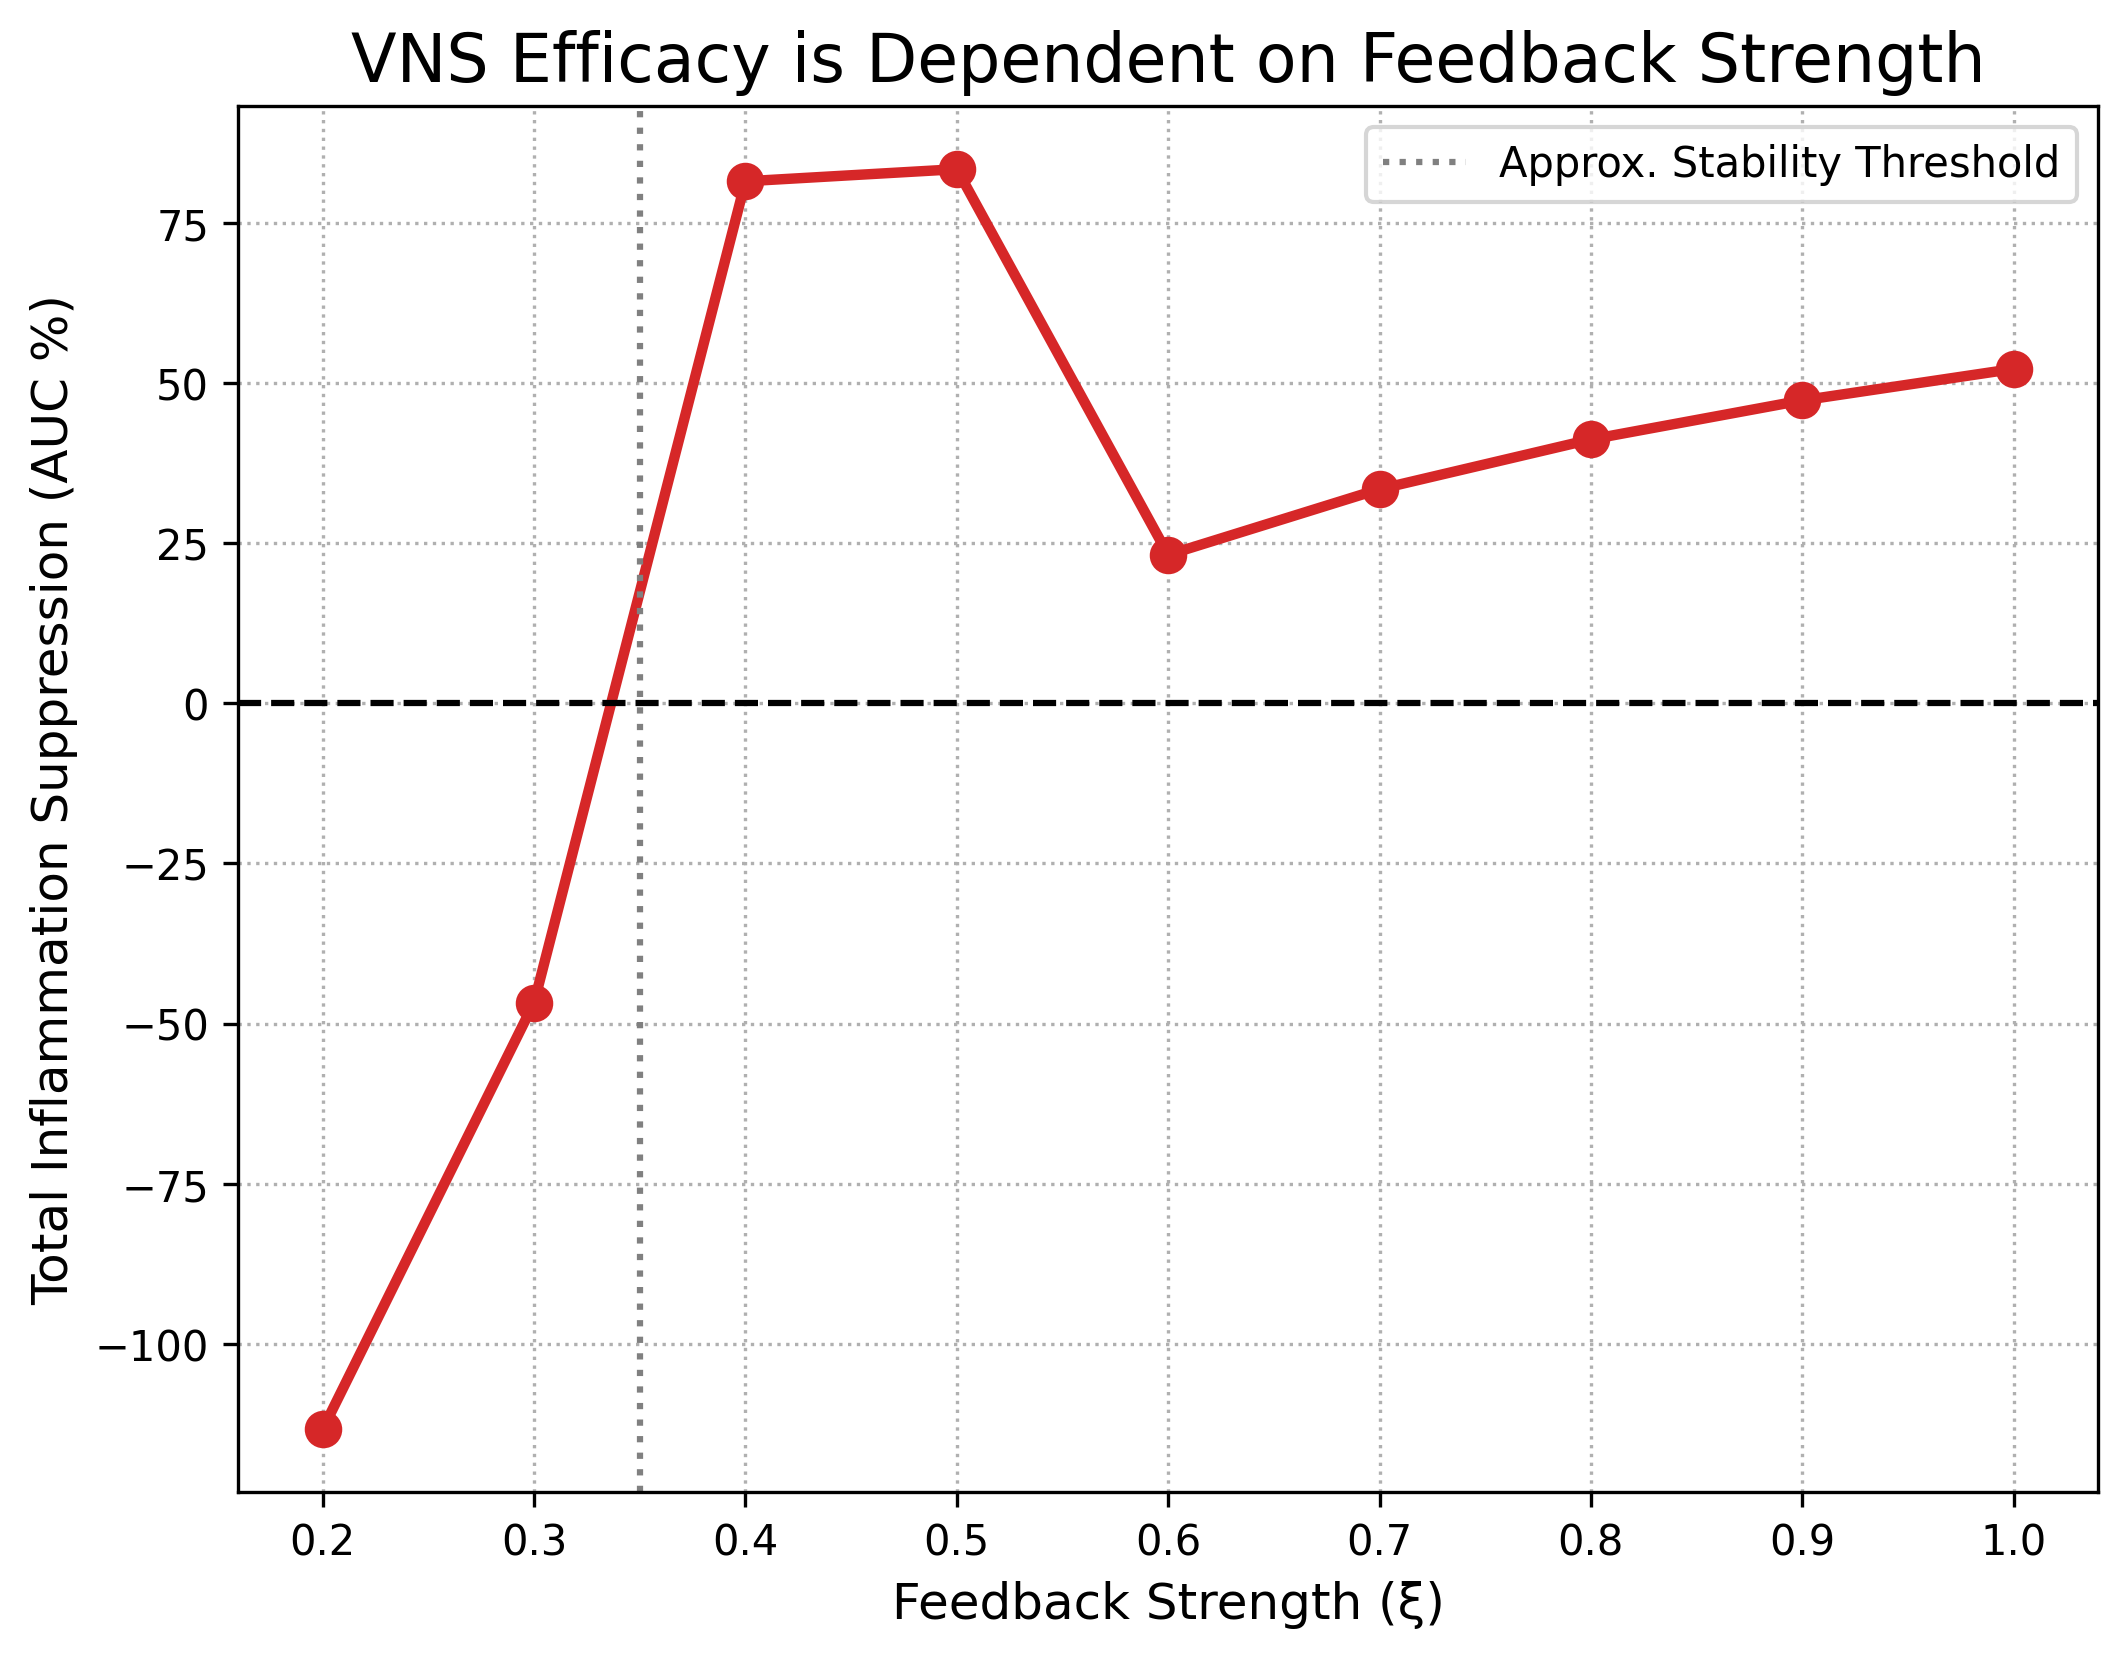 VNS Efficacy is Dependent on Feedback Strength
Approx. Stability Threshold
Total Inflammation Suppression (AUC %)
75
50
25
0
−25
−50
−75
−100
0.2 0.3 0.4 0.5 0.6 0.7 0.8 0.9 1.0
Feedback Strength (ξ)